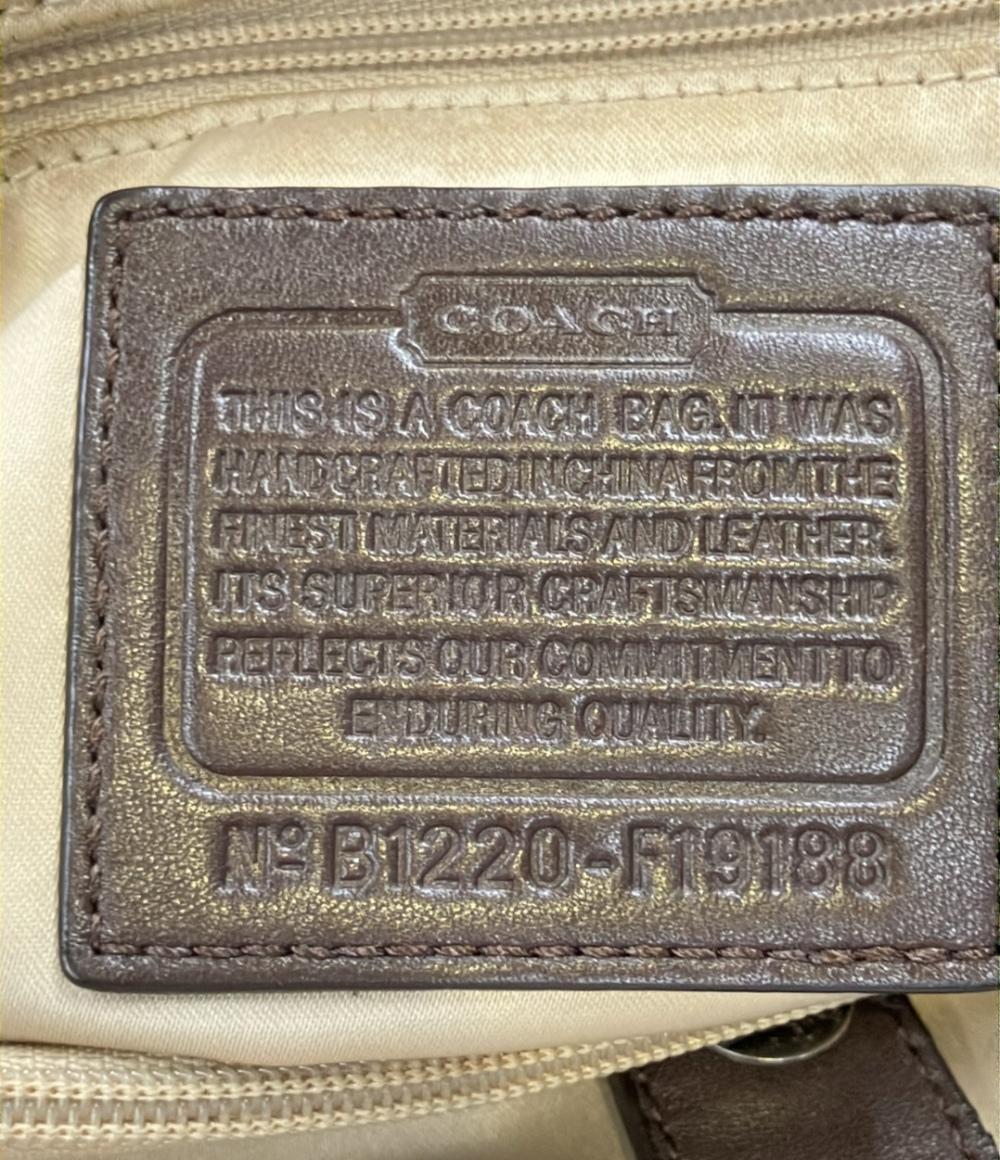 COACH
THIS IS A COACH BAG. IT WAS
HANDCRAFTED IN CHINA FROM THE
FINEST MATERIALS AND LEATHER.
ITS SUPERIOR CRAFTSMANSHIP
REFLECTS OUR COMMITMENT TO
ENDURING QUALITY.
Nº B1220-F19188